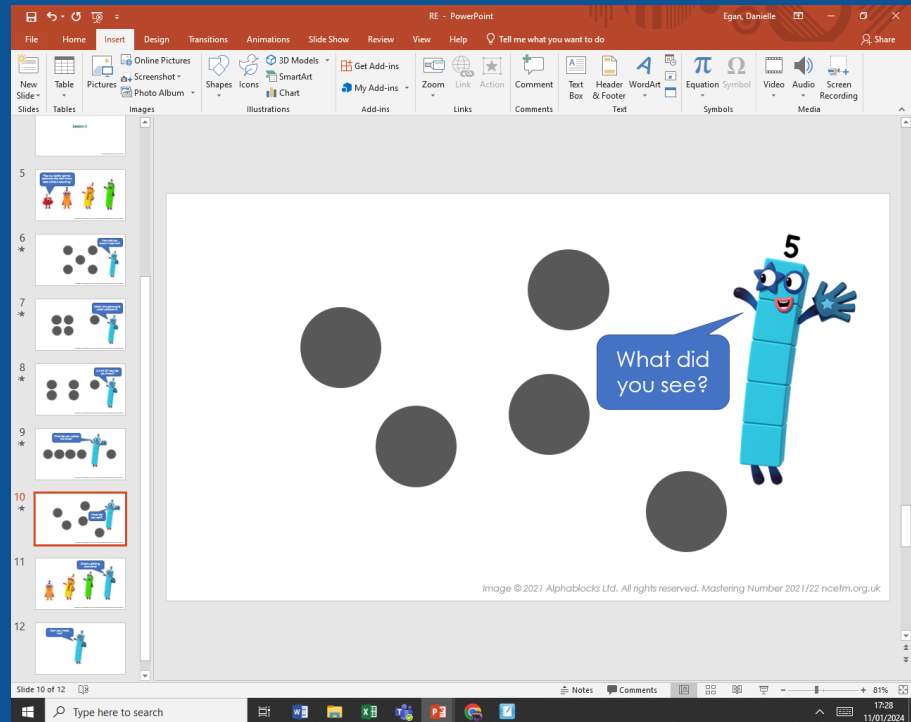 RE - PowerPoint
Egan, Danielle
File Home Insert Design Transitions Animations Slide Show Review View Help Tell me what you want to do
Share
New Slide
Table
Pictures
Online Pictures
Screenshot
Photo Album
Shapes
Icons
3D Models
SmartArt
Chart
Get Add-ins
My Add-ins
Zoom
Link
Action
Comment
Text Box
Header & Footer
WordArt
Equation
Symbol
Video
Audio
Screen Recording
Slides Tables Images Illustrations Add-ins Links Comments Text Symbols Media
5
6
7
8
9
10
11
12
5
What did
you see?
Image © 2021 Alphablocks Ltd. All rights reserved. Mastering Number 2021/22 ncetm.org.uk
Slide 10 of 12
Notes
Comments
81%
Type here to search
17:28
11/01/2024